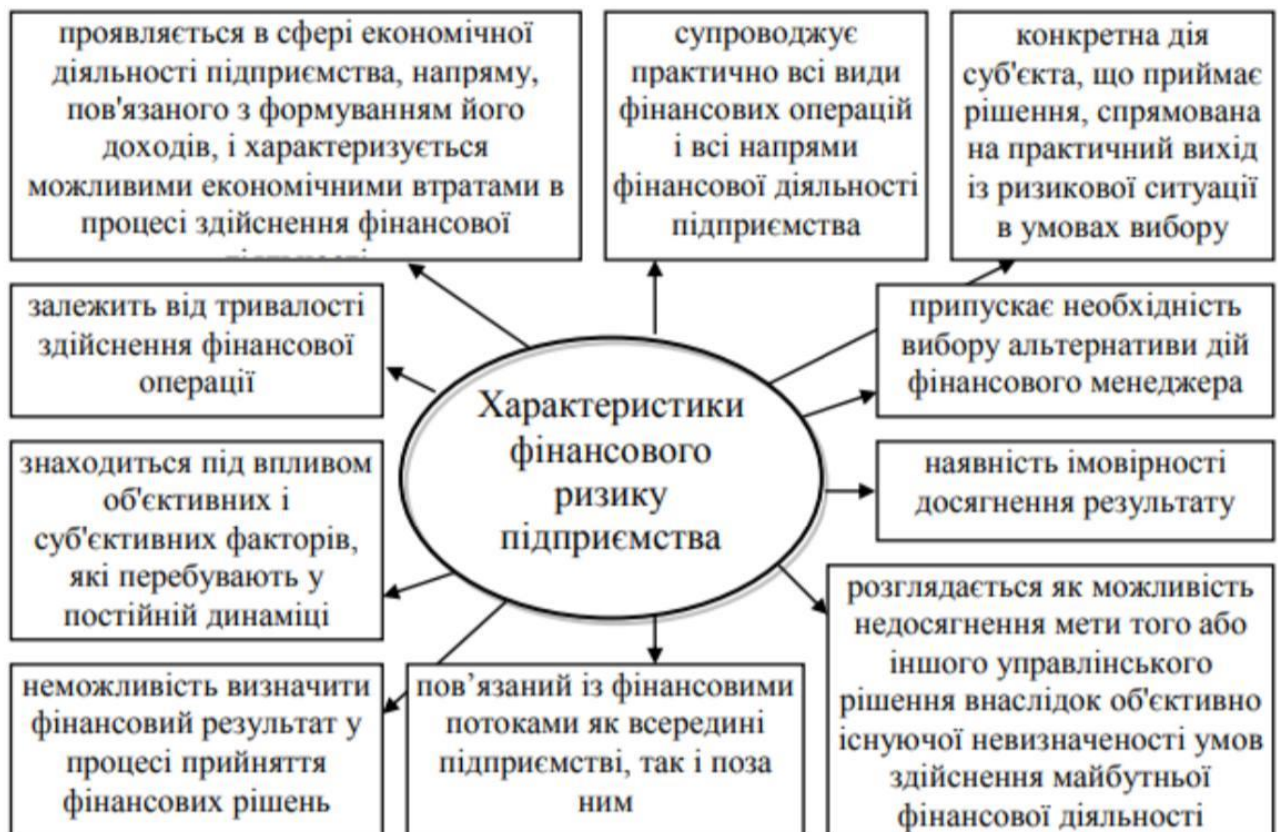 проявляється в сфері економічної
діяльності підприємства, напряму,
пов'язаного з формуванням його
доходів, і характеризується
можливими економічними втратами в
процесі здійснення фінансової
супроводжує
практично всі види
фінансових операцій
і всі напрями
фінансової діяльності
підприємства
конкретна дія
суб'єкта, що приймає
рішення, спрямована
на практичний вихід
із ризикової ситуації
в умовах вибору
залежить від тривалості
здійснення фінансової
операції
припускає необхідність
вибору альтернативи дій
фінансового менеджера
Характеристики
фінансового
ризику
підприємства
знаходиться під впливом
об'єктивних і
суб'єктивних факторів,
які перебувають у
постійній динаміці
наявність імовірності
досягнення результату
неможливість визначити
фінансовий результат у
процесі прийняття
фінансових рішень
пов’язаний із фінансовими
потоками як всередині
підприємстві, так і поза
ним
розглядається як можливість
недосягнення мети того або
іншого управлінського
рішення внаслідок об'єктивно
існуючої невизначеності умов
здійснення майбутньої
фінансової діяльності